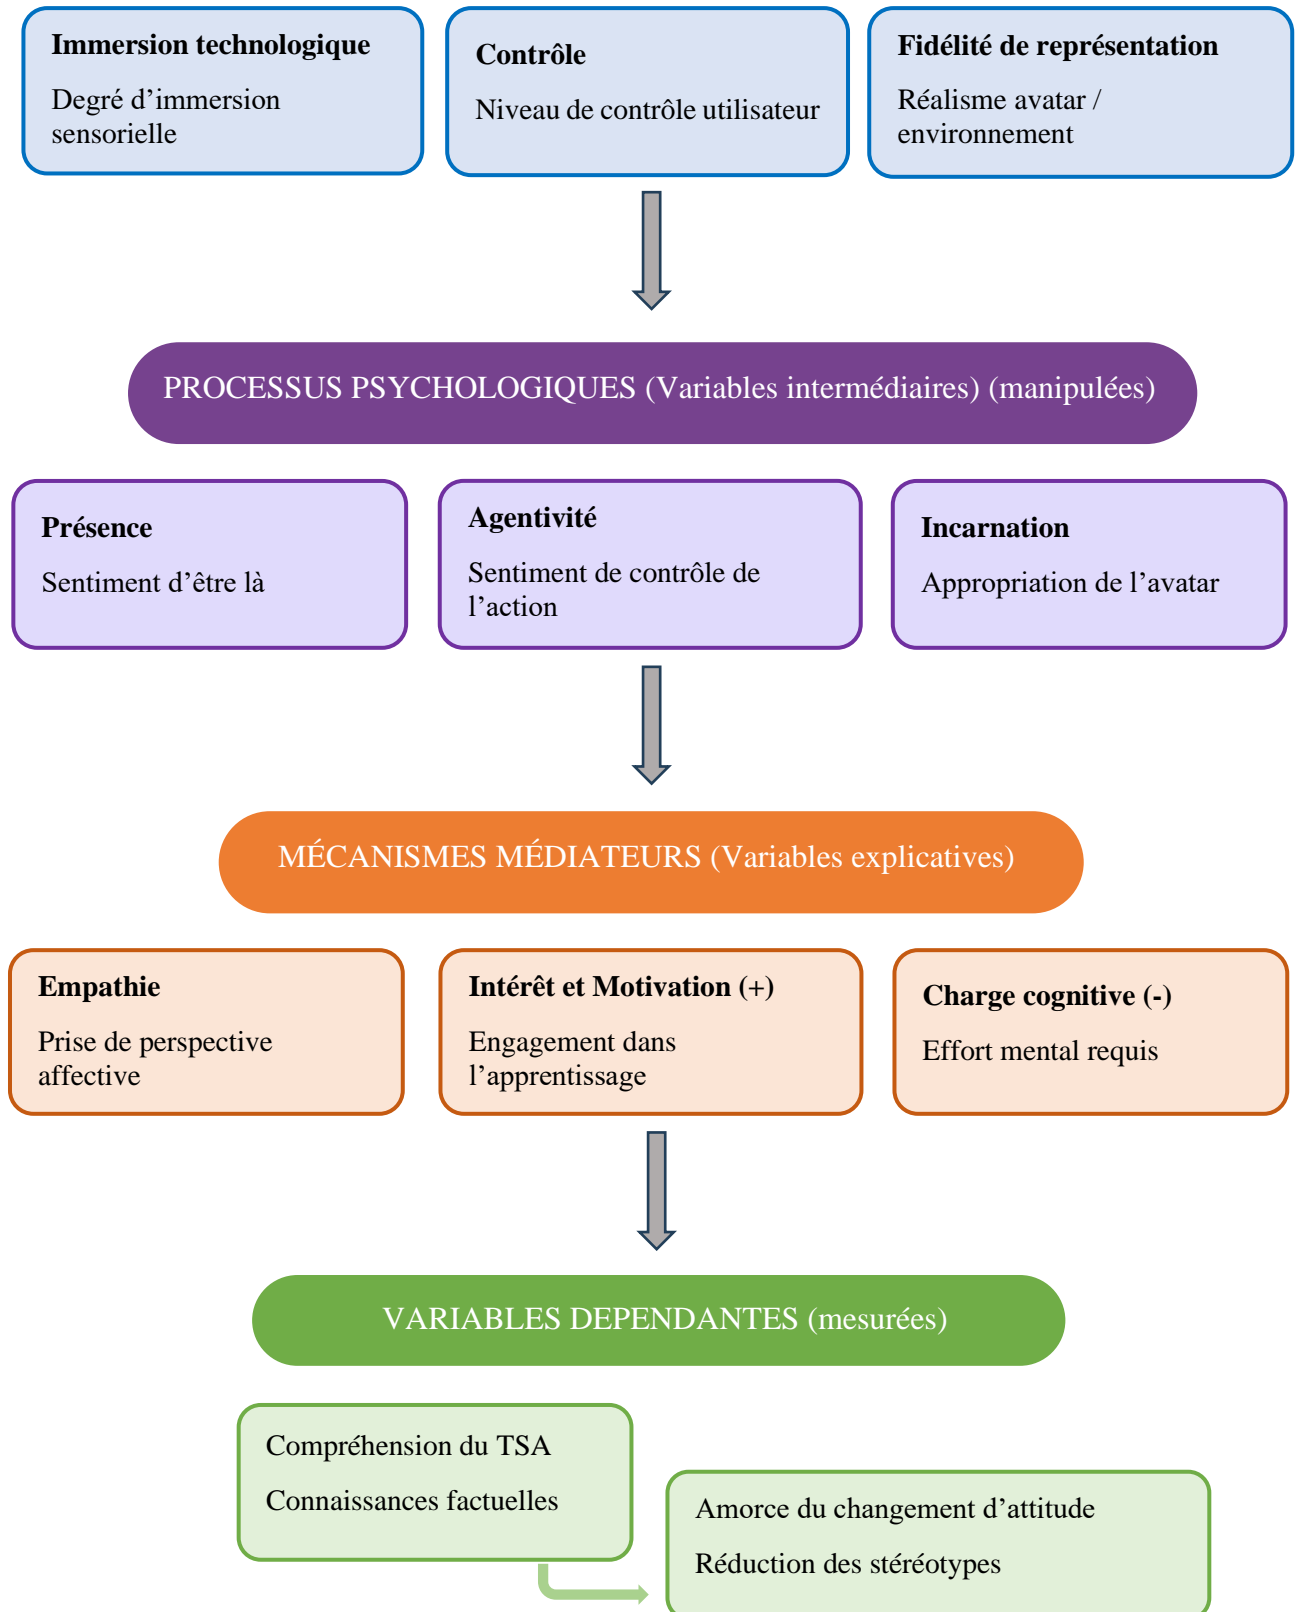 Immersion technologique
Degré d’immersion
sensorielle
Contrôle
Niveau de contrôle utilisateur
Fidélité de représentation
Réalisme avatar /
environnement
PROCESSUS PSYCHOLOGIQUES (Variables intermédiaires) (manipulées)
Présence
Sentiment d’être là
Agentivité
Sentiment de contrôle de
l’action
Incarnation
Appropriation de l’avatar
MÉCANISMES MÉDIATEURS (Variables explicatives)
Empathie
Prise de perspective
affective
Intérêt et Motivation (+)
Engagement dans
l’apprentissage
Charge cognitive (-)
Effort mental requis
VARIABLES DEPENDANTES (mesurées)
Compréhension du TSA
Connaissances factuelles
Amorce du changement d’attitude
Réduction des stéréotypes